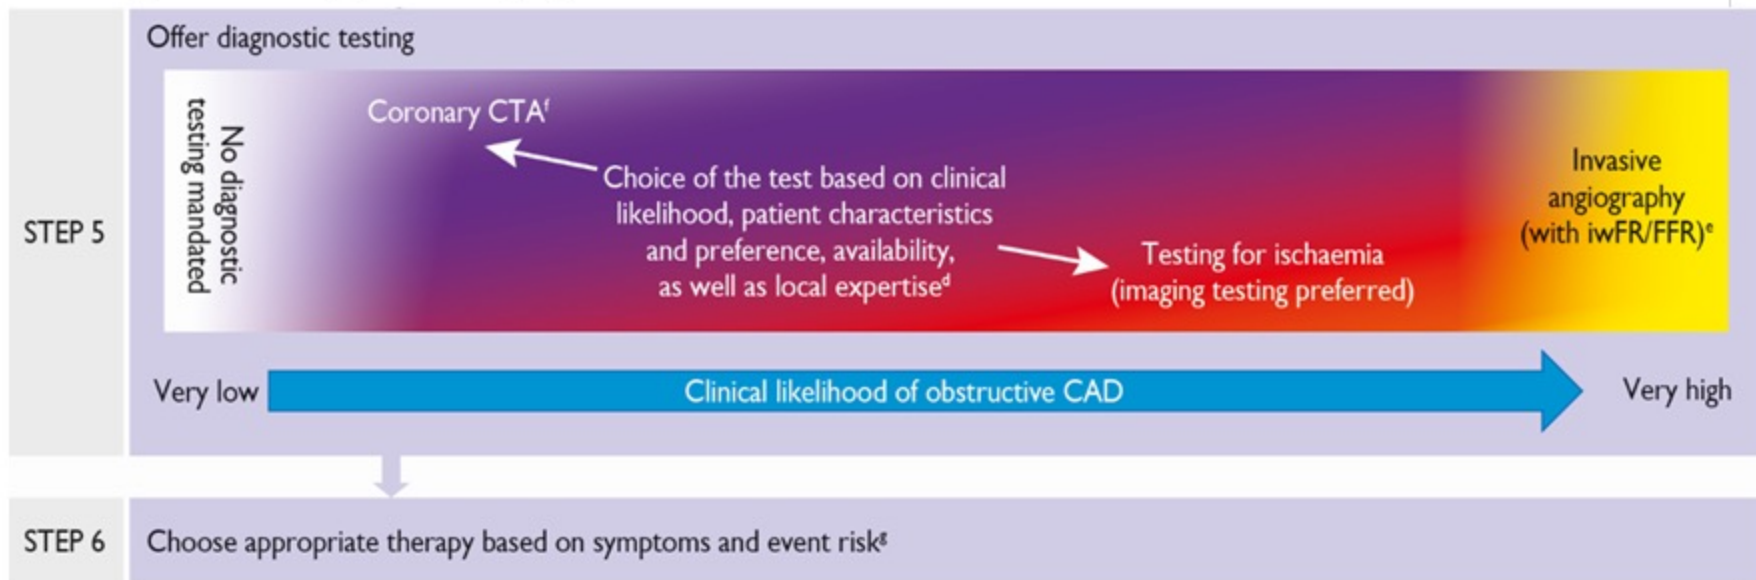 STEP 5
Offer diagnostic testing
No diagnostic
testing mandated
Coronary CTAᶠ
Choice of the test based on clinical
likelihood, patient characteristics
and preference, availability,
as well as local expertiseᵈ
Testing for ischaemia
(imaging testing preferred)
Invasive
angiography
(with iwFR/FFR)ᵉ
Very low
Clinical likelihood of obstructive CAD
Very high
STEP 6
Choose appropriate therapy based on symptoms and event riskᵍ